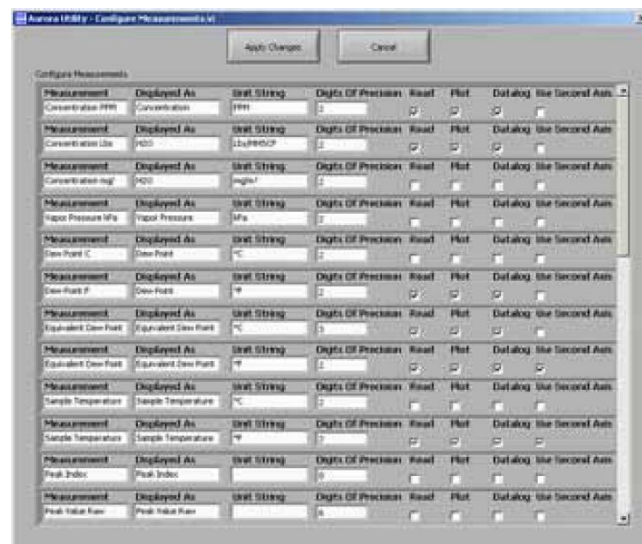 Aurora Utility - Configure Measurements.vi
Apply Changes Cancel
Configure Measurements
Measurement Displayed As Unit String Digits Of Precision Read Plot Datalog Use Second Axis
Concentration PPM Concentration PPM 2
Measurement Displayed As Unit String Digits Of Precision Read Plot Datalog Use Second Axis
Concentration Lbs H2O Lbs/MMSCF 2
Measurement Displayed As Unit String Digits Of Precision Read Plot Datalog Use Second Axis
Concentration mg/ H2O mg/m³ 2
Measurement Displayed As Unit String Digits Of Precision Read Plot Datalog Use Second Axis
Vapor Pressure kPa Vapor Pressure kPa 2
Measurement Displayed As Unit String Digits Of Precision Read Plot Datalog Use Second Axis
Dew Point C Dew Point °C 2
Measurement Displayed As Unit String Digits Of Precision Read Plot Datalog Use Second Axis
Dew Point F Dew Point °F 2
Measurement Displayed As Unit String Digits Of Precision Read Plot Datalog Use Second Axis
Equivalent Dew Point Equivalent Dew Point °C
Measurement Displayed As Unit String Digits Of Precision Read Plot Datalog Use Second Axis
Equivalent Dew Point Equivalent Dew Point °F 2
Measurement Displayed As Unit String Digits Of Precision Read Plot Datalog Use Second Axis
Sample Temperature Sample Temperature °C 2
Measurement Displayed As Unit String Digits Of Precision Read Plot Datalog Use Second Axis
Sample Temperature Sample Temperature °F
Measurement Displayed As Unit String Digits Of Precision Read Plot Datalog Use Second Axis
Peak Index Peak Index 0
Measurement Displayed As Unit String Digits Of Precision Read Plot Datalog Use Second Axis
Peak Value Raw Peak Value Raw 6